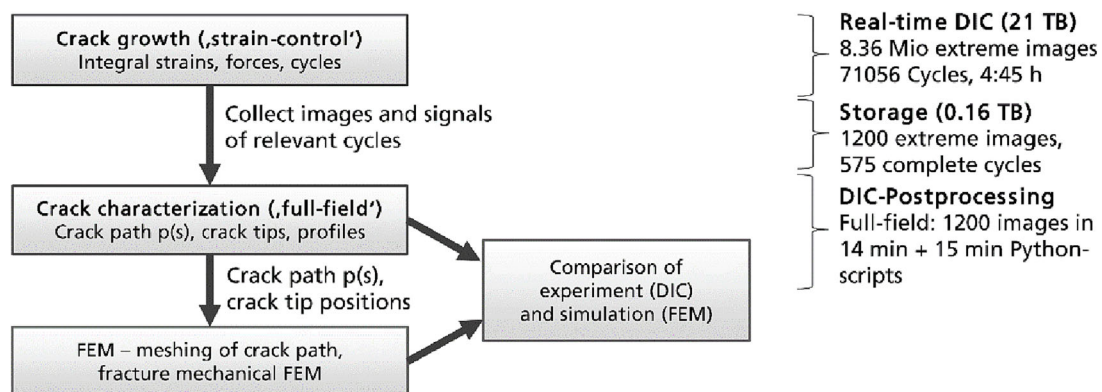 Crack growth (‚strain-control‘)
Integral strains, forces, cycles
Collect images and signals
of relevant cycles
Crack characterization (‚full-field‘)
Crack path p(s), crack tips, profiles
Crack path p(s),
crack tip positions
FEM – meshing of crack path,
fracture mechanical FEM
Comparison of
experiment (DIC)
and simulation (FEM)
Real-time DIC (21 TB)
8.36 Mio extreme images
71056 Cycles, 4:45 h
Storage (0.16 TB)
1200 extreme images,
575 complete cycles
DIC-Postprocessing
Full-field: 1200 images in
14 min + 15 min Python-
scripts